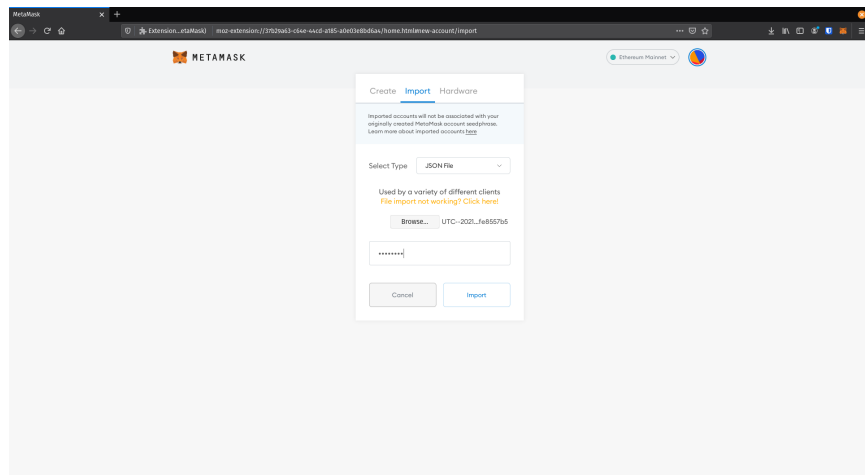 MetaMask
Extension...etaMask)
moz-extension://37b29a63-c64e-44cd-a185-a0e03e8bd6a4/home.html#new-account/import
METAMASK
Ethereum Mainnet
Create Import Hardware
Imported accounts will not be associated with your
originally created MetaMask account seedphrase.
Learn more about imported accounts here
Select Type JSON File
Used by a variety of different clients
File import not working? Click here!
Browse... UTC--2021...fe8557b5
••••••••
Cancel Import